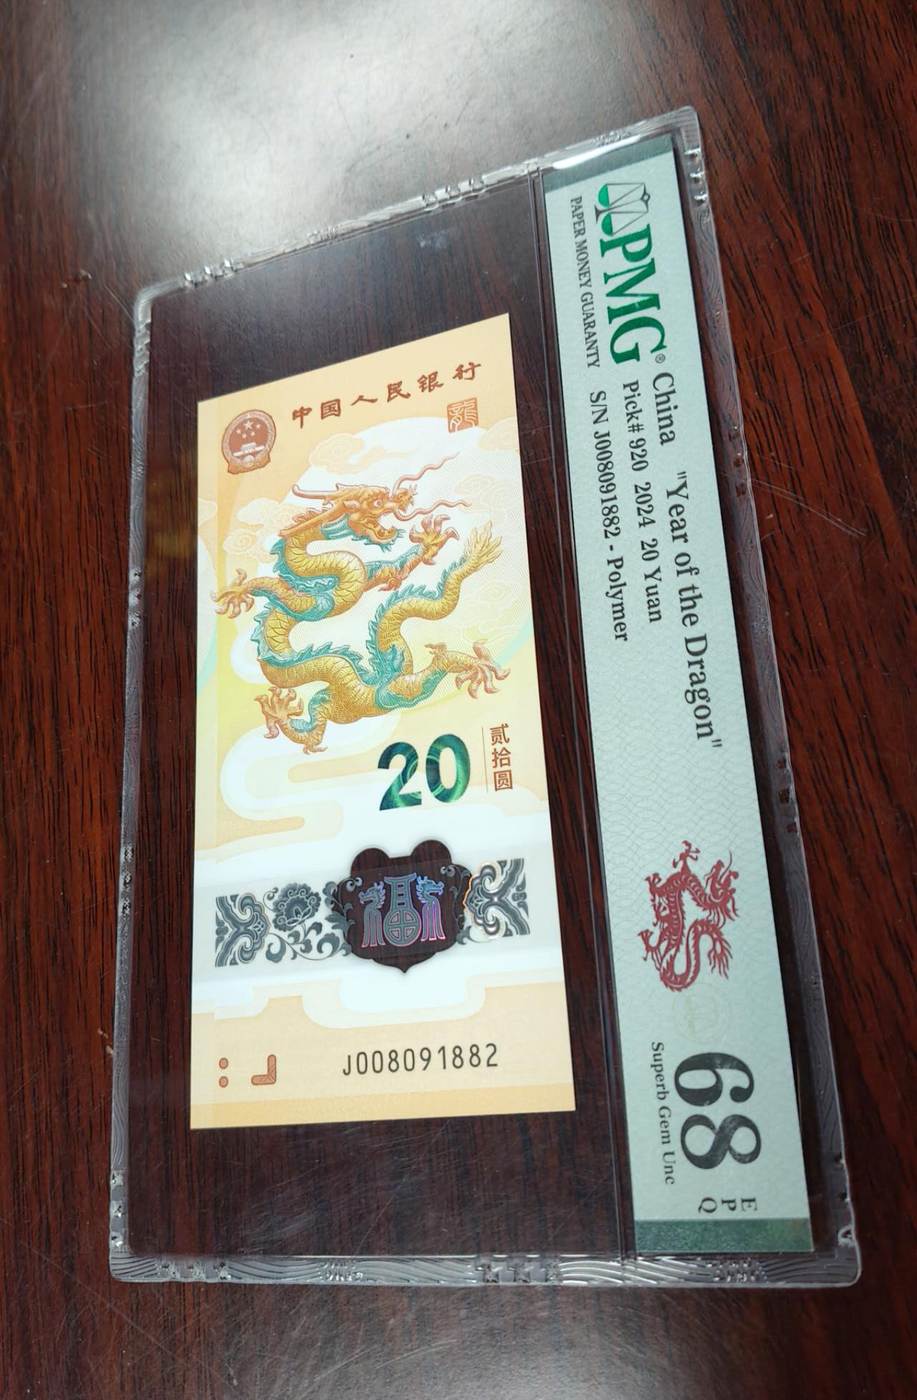 中国人民银行
龍
20
贰拾圆
J008091882
PMG®
PAPER MONEY GUARANTY
China "Year of the Dragon"
Pick# 920 2024 20 Yuan
S/N J008091882 - Polymer
68
EPQ
Superb Gem Unc